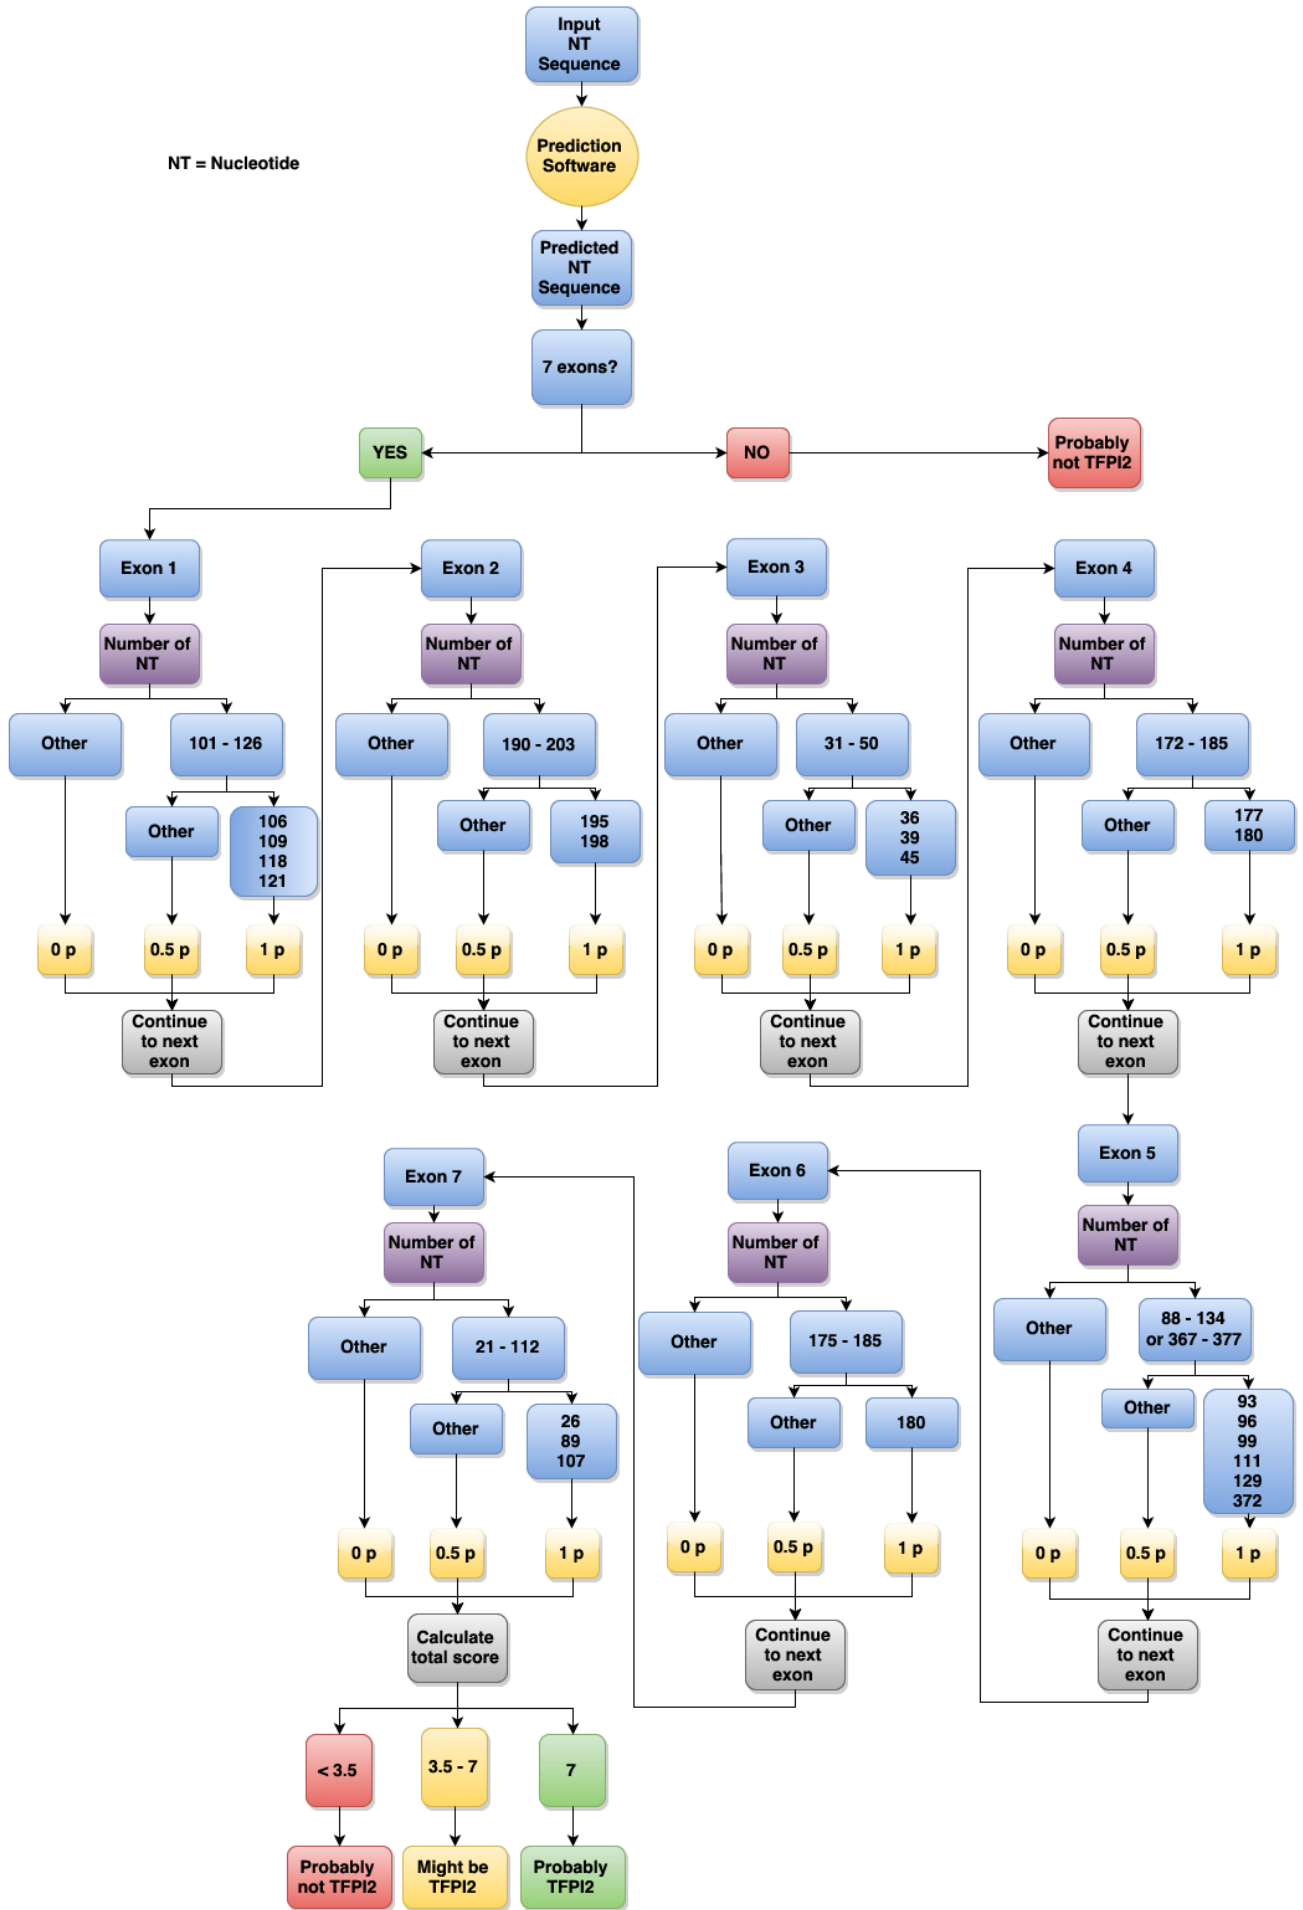 Input
NT
Sequence
Prediction
Software
NT = Nucleotide
Predicted
NT
Sequence
7 exons?
YES
NO
Probably
not TFPI2
Exon 1
Number of
NT
Other
101 - 126
Other
106
109
118
121
0 p
0.5 p
1 p
Continue
to next
exon
Exon 2
Number of
NT
Other
190 - 203
Other
195
198
0 p
0.5 p
1 p
Continue
to next
exon
Exon 3
Number of
NT
Other
31 - 50
Other
36
39
45
0 p
0.5 p
1 p
Continue
to next
exon
Exon 4
Number of
NT
Other
172 - 185
Other
177
180
0 p
0.5 p
1 p
Continue
to next
exon
Exon 5
Number of
NT
Other
88 - 134
or 367 - 377
Other
93
96
99
111
129
372
0 p
0.5 p
1 p
Continue
to next
exon
Exon 6
Number of
NT
Other
175 - 185
Other
180
0 p
0.5 p
1 p
Continue
to next
exon
Exon 7
Number of
NT
Other
21 - 112
Other
26
89
107
0 p
0.5 p
1 p
Calculate
total score
< 3.5
3.5 - 7
7
Probably
not TFPI2
Might be
TFPI2
Probably
TFPI2